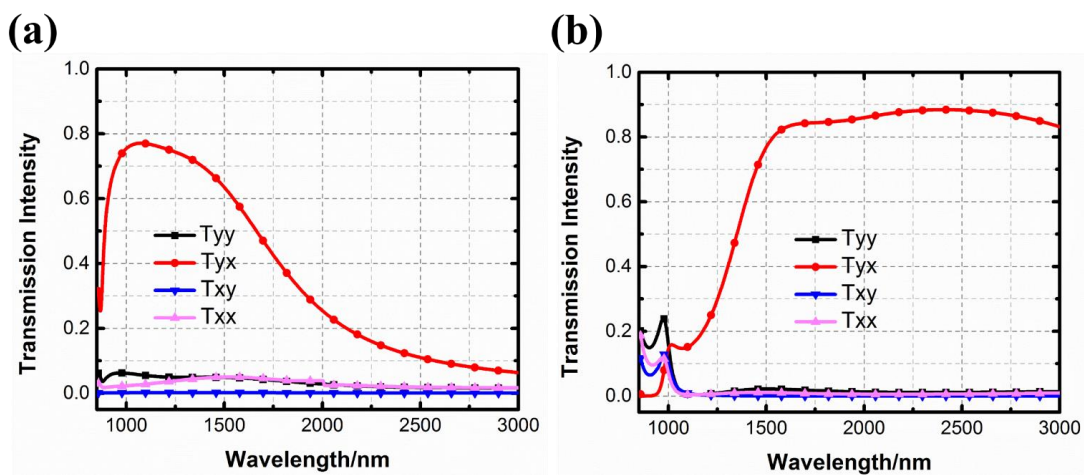 (a)
1.0
0.8
0.6
0.4
0.2
0.0
Transmission Intensity
Tyy
Tyx
Txy
Txx
1000 1500 2000 2500 3000
Wavelength/nm
(b)
1.0
0.8
0.6
0.4
0.2
0.0
Transmission Intensity
Tyy
Tyx
Txy
Txx
1000 1500 2000 2500 3000
Wavelength/nm